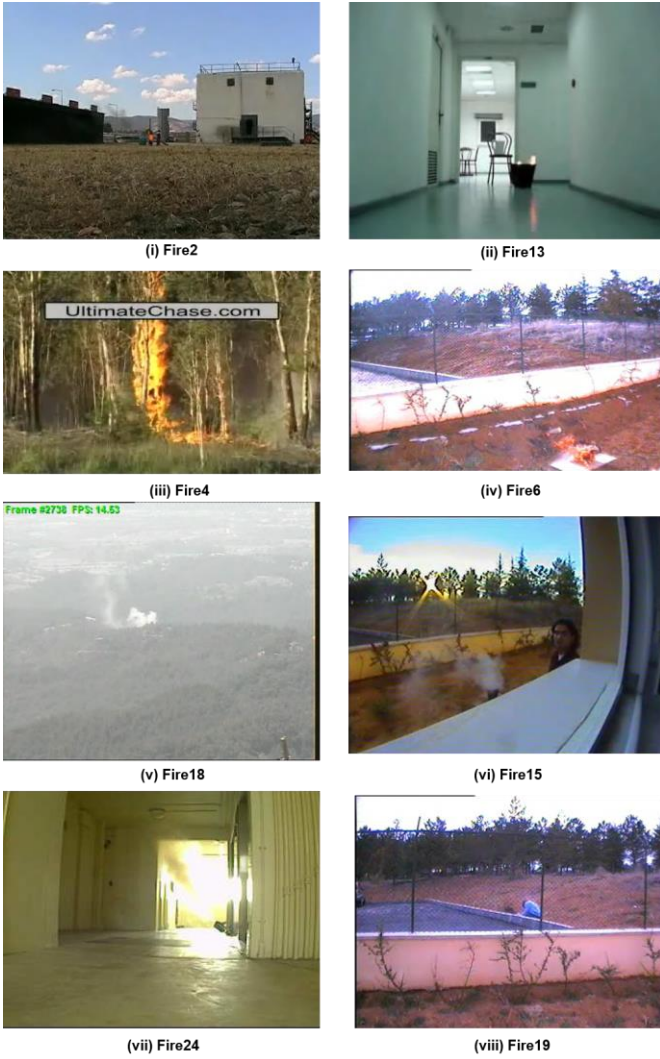 (i) Fire2
(ii) Fire13
UltimateChase.com
(iii) Fire4
(iv) Fire6
Frame #2738 FPS: 14.53
(v) Fire18
(vi) Fire15
(vii) Fire24
(viii) Fire19